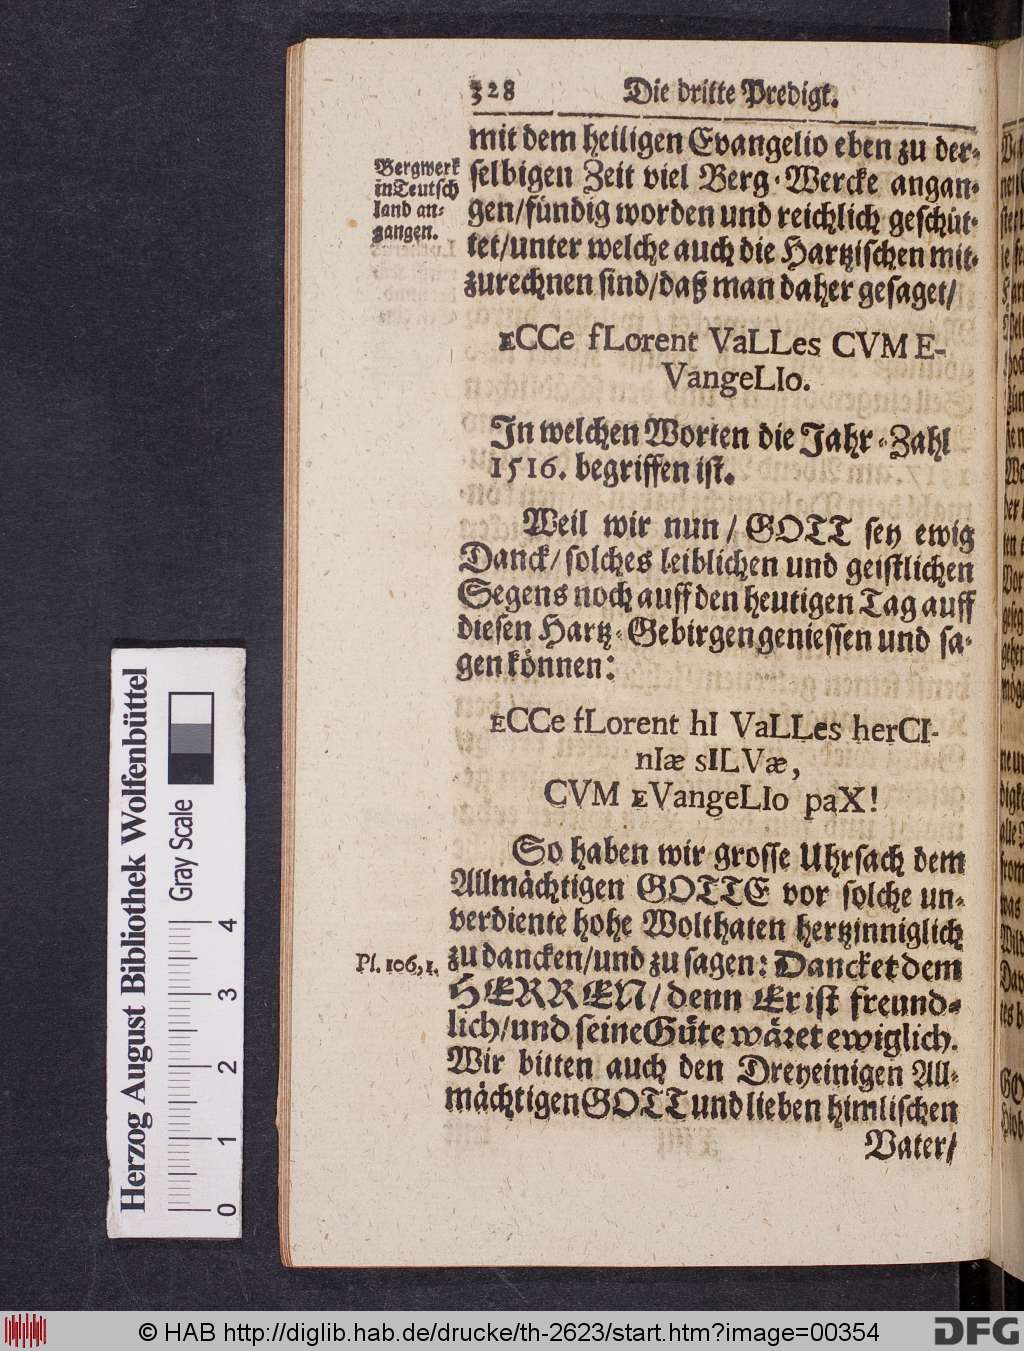 328 Die dritte Predigt.
mit dem heiligen Evangelio eben zu der-
selbigen Zeit viel Berg-Wercke angan-
gen/fündig worden und reichlich geschüt-
tet/unter welche auch die Hartzischen mit-
zurechnen sind/daß man daher gesaget/
Bergwerk
in Teutsch
land an-
gangen.
ECCe fLorent VaLLes CVM E-
VangeLIo.
In welchen Worten die Jahr-Zahl
1516. begriffen ist.
Weil wir nun/ GOTT sey ewig
Danck/solches leiblichen und geistlichen
Segens noch auff den heutigen Tag auff
diesen Hartz-Gebirgen geniessen und sa-
gen können:
ECCe fLorent hI VaLLes herCI-
nIæ sILVæ,
CVM EVangeLIo paX!
So haben wir grosse Uhrsach dem
Allmächtigen GOTTE vor solche un-
verdiente hohe Wolthaten hertzinniglich
zu dancken/und zu sagen: Dancket dem
HERREN/denn Er ist freund-
lich/und seine Güte wäret ewiglich.
Wir bitten auch den Dreyeinigen All-
mächtigen GOTT und lieben himlischen
Vater/
Ps. 106,1.
Herzog August Bibliothek Wolfenbüttel
Gray Scale
0 1 2 3 4
© HAB http://diglib.hab.de/drucke/th-2623/start.htm?image=00354
DFG